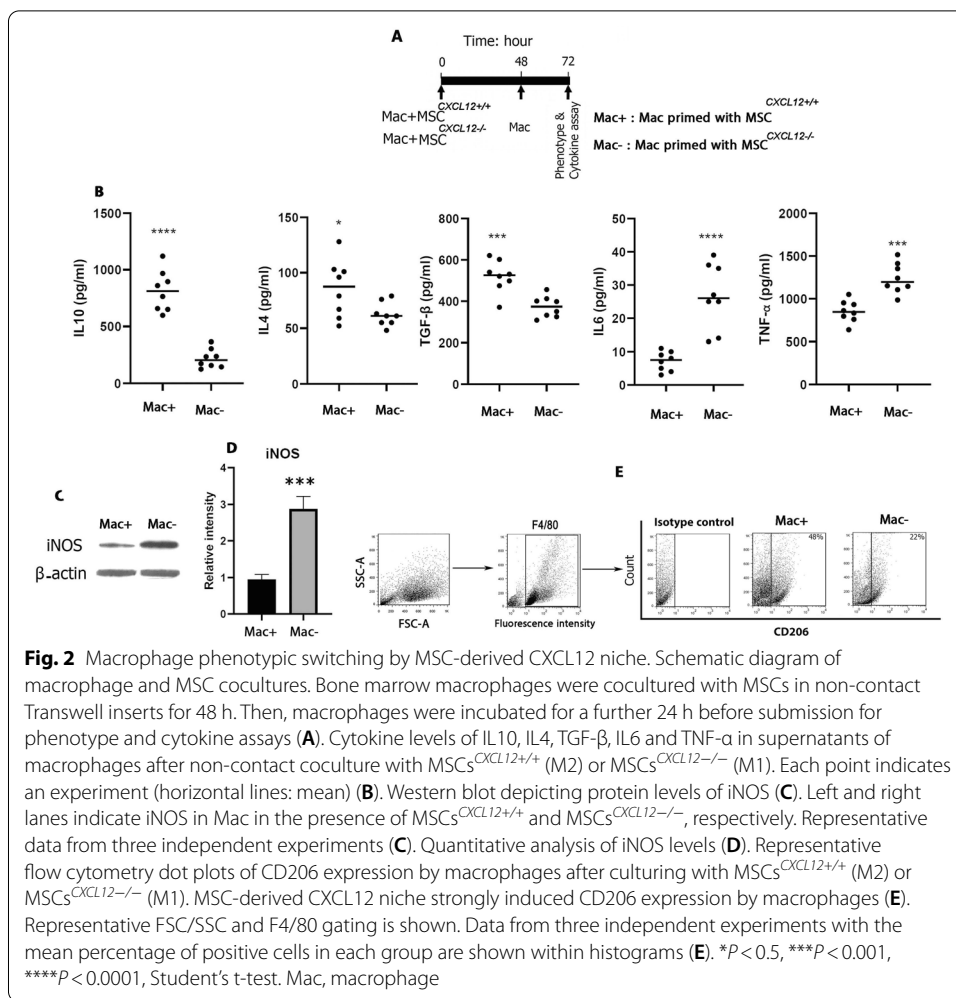 A
Time: hour
0 48 72
Mac+MSC^CXCL12+/+
Mac+MSC^CXCL12-/-
Mac
Phenotype &
Cytokine assay
Mac+ : Mac primed with MSC^CXCL12+/+
Mac- : Mac primed with MSC^CXCL12-/-
B
IL10 (pg/ml)
1500
1000
500
0
****
Mac+ Mac-
IL4 (pg/ml)
150
100
50
0
*
Mac+ Mac-
TGF-β (pg/ml)
800
600
400
200
0
***
Mac+ Mac-
IL6 (pg/ml)
60
40
30
20
10
0
****
Mac+ Mac-
TNF-α (pg/ml)
2000
1500
1000
500
0
***
Mac+ Mac-
C
Mac+ Mac-
iNOS
β-actin
D
iNOS
Relative intensity
4
3
2
1
0
***
Mac+ Mac-
SSC-A
FSC-A
F4/80
Fluorescence intensity
E
Isotype control
Mac+
48%
Mac-
22%
Count
CD206
Fig. 2 Macrophage phenotypic switching by MSC-derived CXCL12 niche. Schematic diagram of
macrophage and MSC cocultures. Bone marrow macrophages were cocultured with MSCs in non-contact
Transwell inserts for 48 h. Then, macrophages were incubated for a further 24 h before submission for
phenotype and cytokine assays (A). Cytokine levels of IL10, IL4, TGF-β, IL6 and TNF-α in supernatants of
macrophages after non-contact coculture with MSCs^CXCL12+/+ (M2) or MSCs^CXCL12−/− (M1). Each point indicates
an experiment (horizontal lines: mean) (B). Western blot depicting protein levels of iNOS (C). Left and right
lanes indicate iNOS in Mac in the presence of MSCs^CXCL12+/+ and MSCs^CXCL12−/−, respectively. Representative
data from three independent experiments (C). Quantitative analysis of iNOS levels (D). Representative
flow cytometry dot plots of CD206 expression by macrophages after culturing with MSCs^CXCL12+/+ (M2) or
MSCs^CXCL12−/− (M1). MSC-derived CXCL12 niche strongly induced CD206 expression by macrophages (E).
Representative FSC/SSC and F4/80 gating is shown. Data from three independent experiments with the
mean percentage of positive cells in each group are shown within histograms (E). *P < 0.5, ***P < 0.001,
****P < 0.0001, Student's t-test. Mac, macrophage